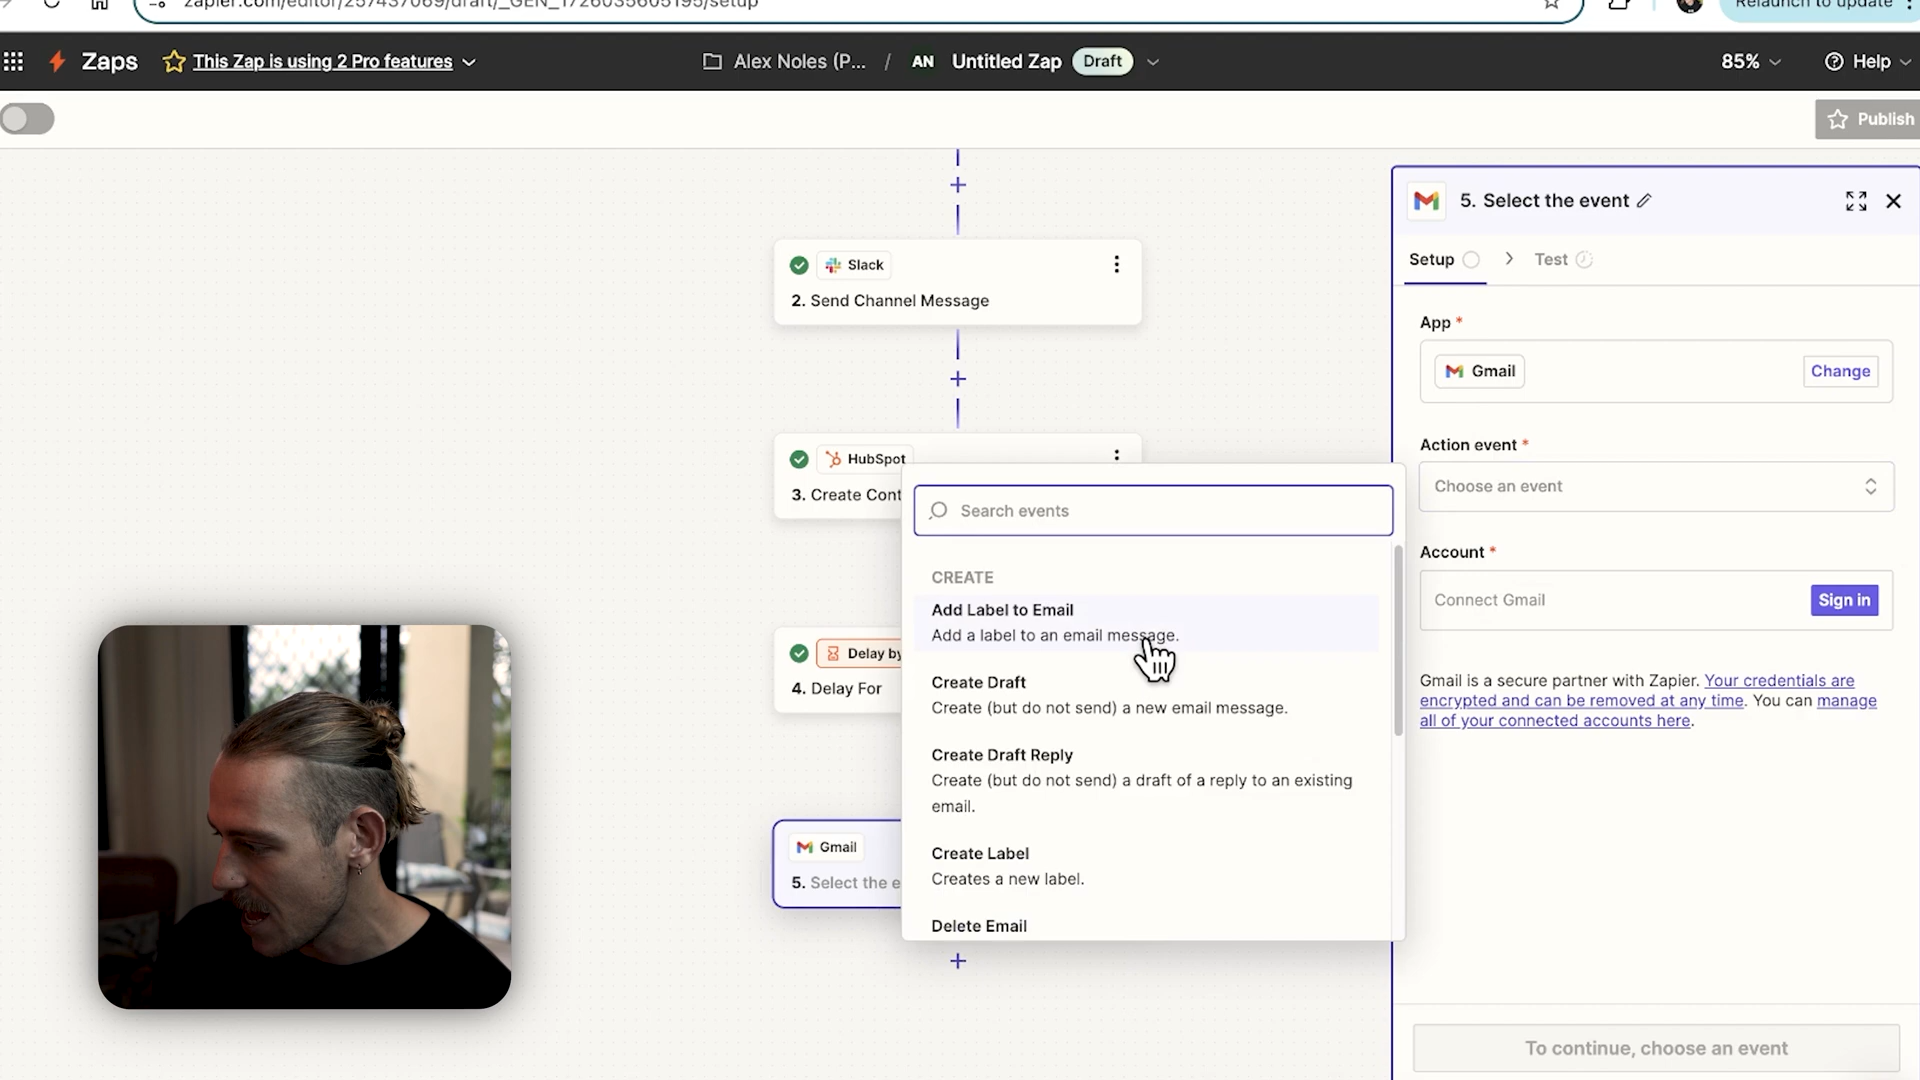 zapier.com/editor/257437069/draft/_GEN_1726035605195/setup
Relaunch to update
Zaps
This Zap is using 2 Pro features
Alex Noles (P... / AN Untitled Zap Draft
85%
Help
Publish
Slack
2. Send Channel Message
HubSpot
3. Create Cont
Delay by
4. Delay For
Gmail
5. Select the e
Search events
CREATE
Add Label to Email
Add a label to an email message.
Create Draft
Create (but do not send) a new email message.
Create Draft Reply
Create (but do not send) a draft of a reply to an existing
email.
Create Label
Creates a new label.
Delete Email
5. Select the event
Setup
Test
App *
Gmail
Change
Action event *
Choose an event
Account *
Connect Gmail
Sign in
Gmail is a secure partner with Zapier. Your credentials are
encrypted and can be removed at any time. You can manage
all of your connected accounts here.
To continue, choose an event